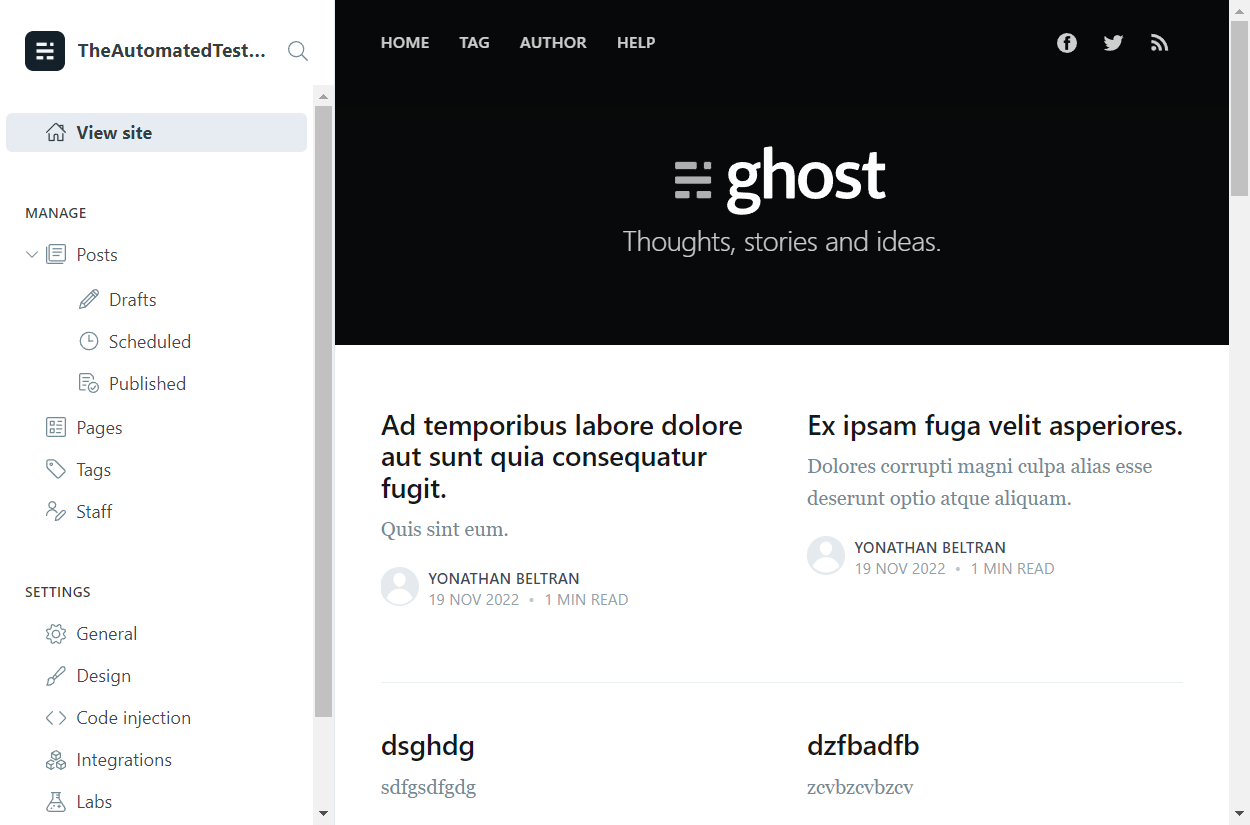 TheAutomatedTest...
View site
MANAGE
Posts
Drafts
Scheduled
Published
Pages
Tags
Staff
SETTINGS
General
Design
Code injection
Integrations
Labs
HOME TAG AUTHOR HELP
ghost
Thoughts, stories and ideas.
Ad temporibus labore dolore
aut sunt quia consequatur
fugit.
Quis sint eum.
YONATHAN BELTRAN
19 NOV 2022 • 1 MIN READ
Ex ipsam fuga velit asperiores.
Dolores corrupti magni culpa alias esse
deserunt optio atque aliquam.
YONATHAN BELTRAN
19 NOV 2022 • 1 MIN READ
dsghdg
sdfgsdfgdg
dzfbadfb
zcvbzcvbzcv